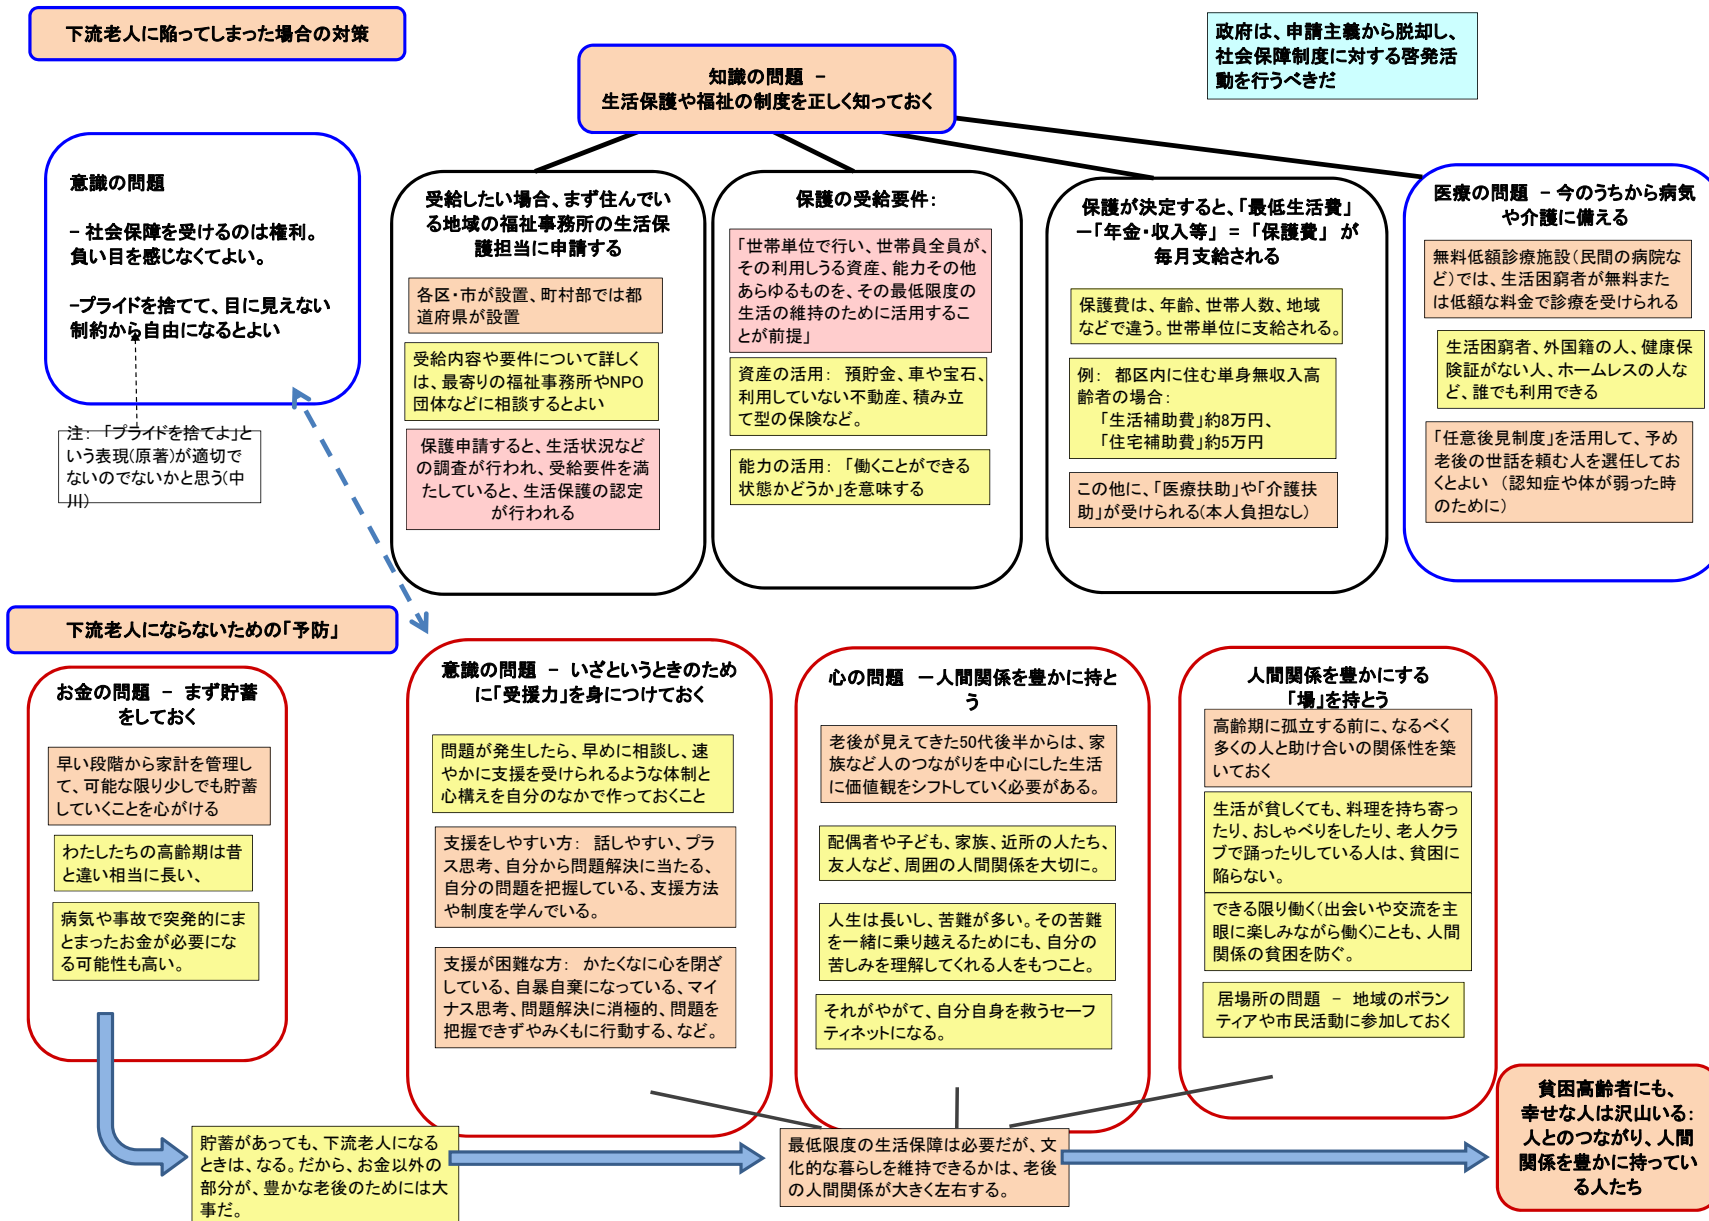 下流老人に陥ってしまった場合の対策
政府は、申請主義から脱却し、
社会保障制度に対する啓発活
動を行うべきだ
知識の問題 －
生活保護や福祉の制度を正しく知っておく
意識の問題
－ 社会保障を受けるのは権利。
負い目を感じなくてよい。
－プライドを捨てて、目に見えない
制約から自由になるとよい
注： 「プライドを捨てよ」と
いう表現(原著)が適切で
ないのでないかと思う(中
川)
受給したい場合、まず住んでい
る地域の福祉事務所の生活保
護担当に申請する
各区・市が設置、町村部では都
道府県が設置
受給内容や要件について詳しく
は、最寄りの福祉事務所やNPO
団体などに相談するとよい
保護申請すると、生活状況など
の調査が行われ、受給要件を満
たしていると、生活保護の認定
が行われる
保護の受給要件：
「世帯単位で行い、世帯員全員が、
その利用しうる資産、能力その他
あらゆるものを、その最低限度の
生活の維持のために活用するこ
とが前提」
資産の活用： 預貯金、車や宝石、
利用していない不動産、積み立
て型の保険など。
能力の活用： 「働くことができる
状態かどうか」を意味する
保護が決定すると、「最低生活費」
－「年金・収入等」 = 「保護費」 が
毎月支給される
保護費は、年齢、世帯人数、地域
などで違う。世帯単位に支給される。
例： 都区内に住む単身無収入高
齢者の場合：
「生活補助費」約8万円、
「住宅補助費」約5万円
この他に、「医療扶助」や「介護扶
助」が受けられる(本人負担なし)
医療の問題 － 今のうちから病気
や介護に備える
無料低額診療施設(民間の病院な
ど)では、生活困窮者が無料また
は低額な料金で診療を受けられる
生活困窮者、外国籍の人、健康保
険証がない人、ホームレスの人な
ど、誰でも利用できる
「任意後見制度」を活用して、予め
老後の世話を頼む人を選任してお
くとよい （認知症や体が弱った時
のために）
下流老人にならないための「予防」
お金の問題 － まず貯蓄
をしておく
早い段階から家計を管理し
て、可能な限り少しでも貯蓄
していくことを心がける
わたしたちの高齢期は昔
と違い相当に長い、
病気や事故で突発的にま
とまったお金が必要にな
る可能性も高い。
意識の問題 － いざというときのため
に「受援力」を身につけておく
問題が発生したら、早めに相談し、速
やかに支援を受けられるような体制と
心構えを自分のなかで作っておくこと
支援をしやすい方： 話しやすい、プラ
ス思考、自分から問題解決に当たる、
自分の問題を把握している、支援方法
や制度を学んでいる。
支援が困難な方： かたくなに心を閉ざ
している、自暴自棄になっている、マイ
ナス思考、問題解決に消極的、問題を
把握できずやみくもに行動する、など。
心の問題 －人間関係を豊かに持と
う
老後が見えてきた50代後半からは、家
族など人のつながりを中心にした生活
に価値観をシフトしていく必要がある。
配偶者や子ども、家族、近所の人たち、
友人など、周囲の人間関係を大切に。
人生は長いし、苦難が多い。その苦難
を一緒に乗り越えるためにも、自分の
苦しみを理解してくれる人をもつこと。
それがやがて、自分自身を救うセーフ
ティネットになる。
人間関係を豊かにする
「場」を持とう
高齢期に孤立する前に、なるべく
多くの人と助け合いの関係性を築
いておく
生活が貧しくても、料理を持ち寄っ
たり、おしゃべりをしたり、老人クラ
ブで踊ったりしている人は、貧困に
陥らない。
できる限り働く(出会いや交流を主
眼に楽しみながら働く)ことも、人間
関係の貧困を防ぐ。
居場所の問題 － 地域のボラン
ティアや市民活動に参加しておく
貯蓄があっても、下流老人になる
ときは、なる。だから、お金以外の
部分が、豊かな老後のためには大
事だ。
最低限度の生活保障は必要だが、文
化的な暮らしを維持できるかは、老後
の人間関係が大きく左右する。
貧困高齢者にも、
幸せな人は沢山いる：
人とのつながり、人間
関係を豊かに持ってい
る人たち